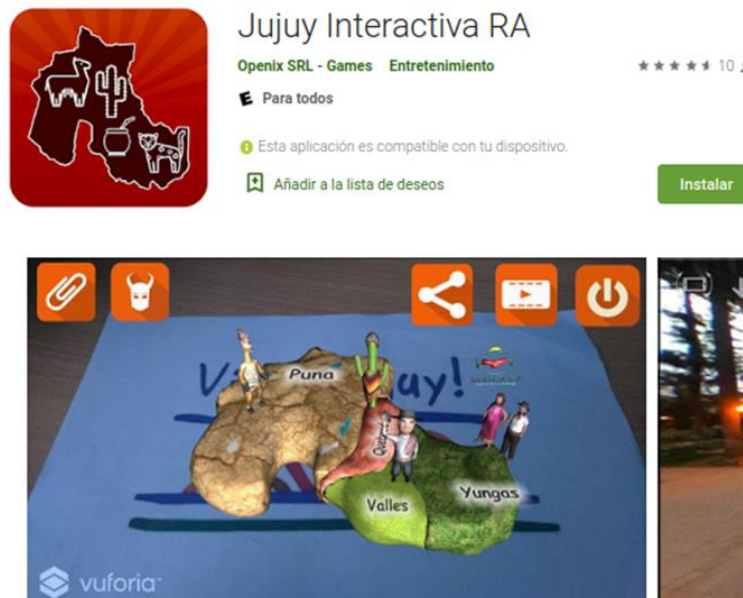 Jujuy Interactiva RA
Openix SRL - Games Entretenimiento
10
E Para todos
Esta aplicación es compatible con tu dispositivo.
Añadir a la lista de deseos
Instalar
Puna
ay!
Valles
Yungas
vuforia